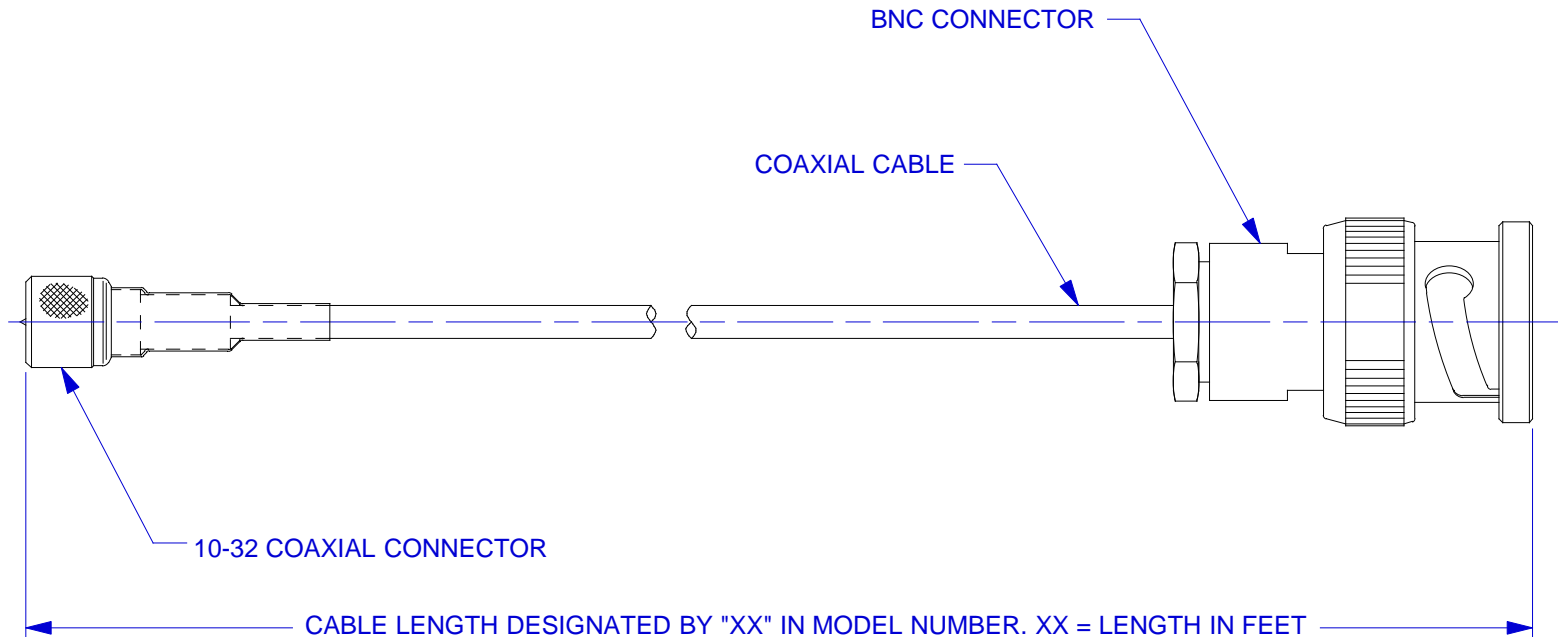 BNC CONNECTOR
COAXIAL CABLE
10-32 COAXIAL CONNECTOR
CABLE LENGTH DESIGNATED BY "XX" IN MODEL NUMBER. XX = LENGTH IN FEET